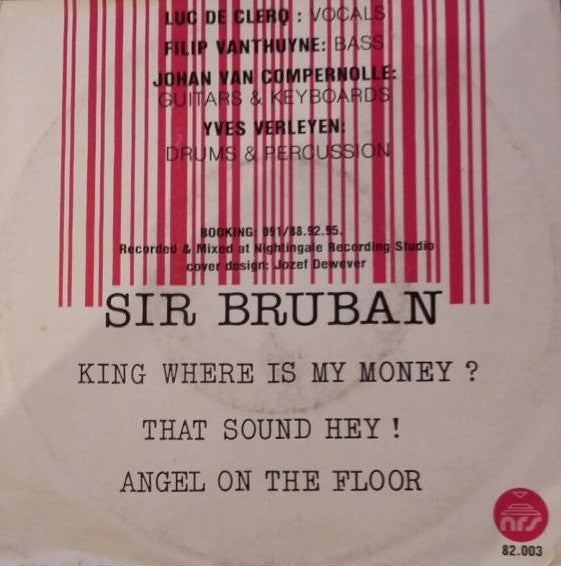 LUC DE CLERQ : VOCALS
FILIP VANTHUYNE: BASS
JOHAN VAN COMPERNOLLE:
GUITARS & KEYBOARDS
YVES VERLEYEN:
DRUMS & PERCUSSION
BOOKING: 091/88.92.95.
Recorded & Mixed at Nightingale Recording Studio
cover design: Jozef Dewever
SIR BRUBAN
KING WHERE IS MY MONEY ?
THAT SOUND HEY !
ANGEL ON THE FLOOR
nrs
82.003